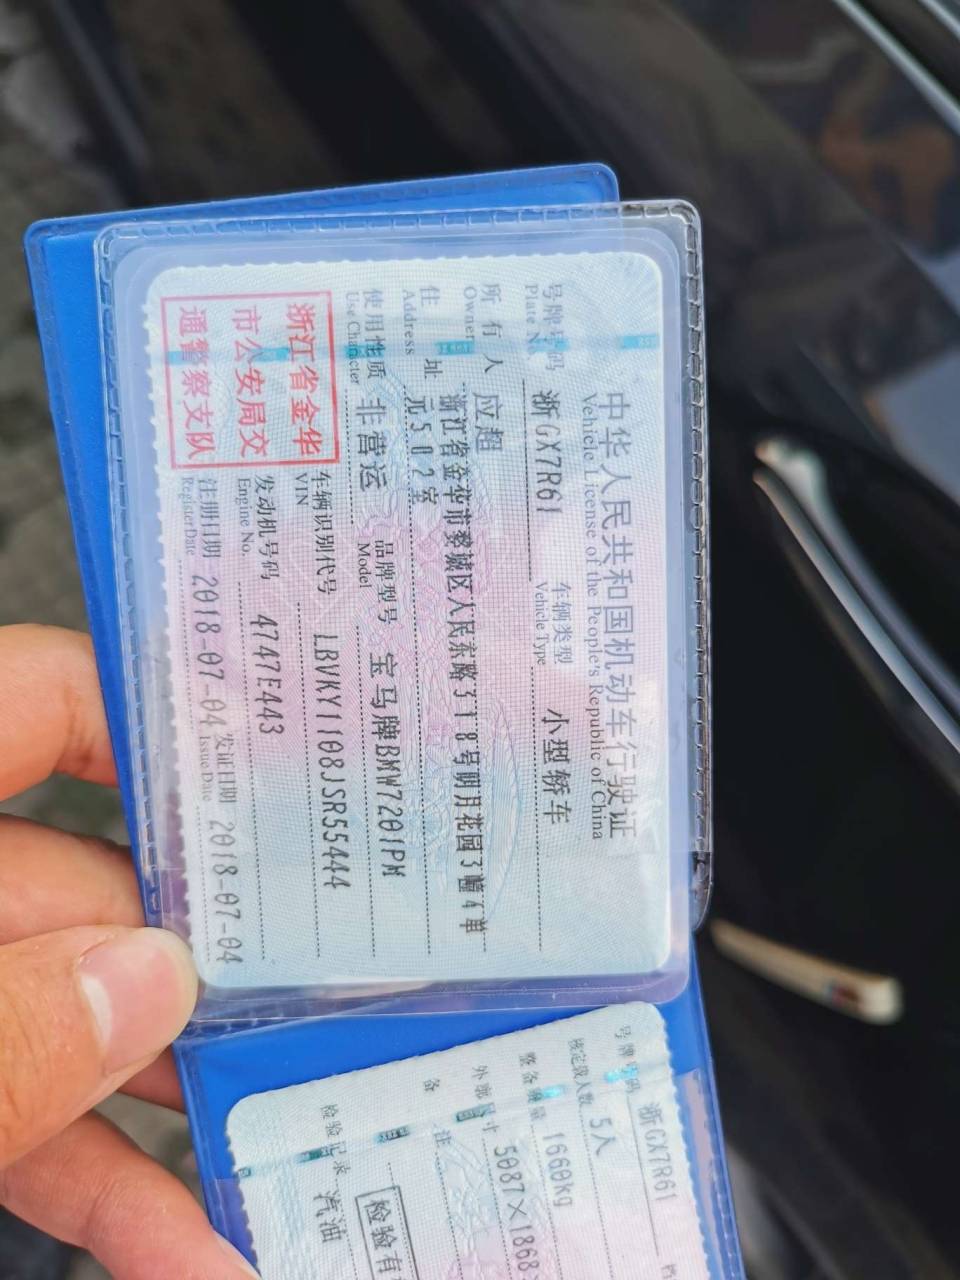 中华人民共和国机动车行驶证
Vehicle License of the People's Republic of China
号牌号码 浙GX7R61 车辆类型 小型轿车
Plate No. Vehicle Type
所有人 应超
Owner
住址 浙江省金华市婺城区人民东路318号明月花园3幢4单
Address 元502室
使用性质 非营运 品牌型号 宝马牌BMW7201PM
Use Character Model
浙江省金华
市公安局交
通警察支队
车辆识别代号 LBVKY1108JSR55444
VIN
发动机号码 4747E443
Engine No.
注册日期 2018-07-04 发证日期 2018-07-04
Register Date Issue Date
号牌号码 浙GX7R61
核定载人数 5人
整备质量 1660kg
外廓尺寸 5087×1868
备注
检验有
检验记录 汽油